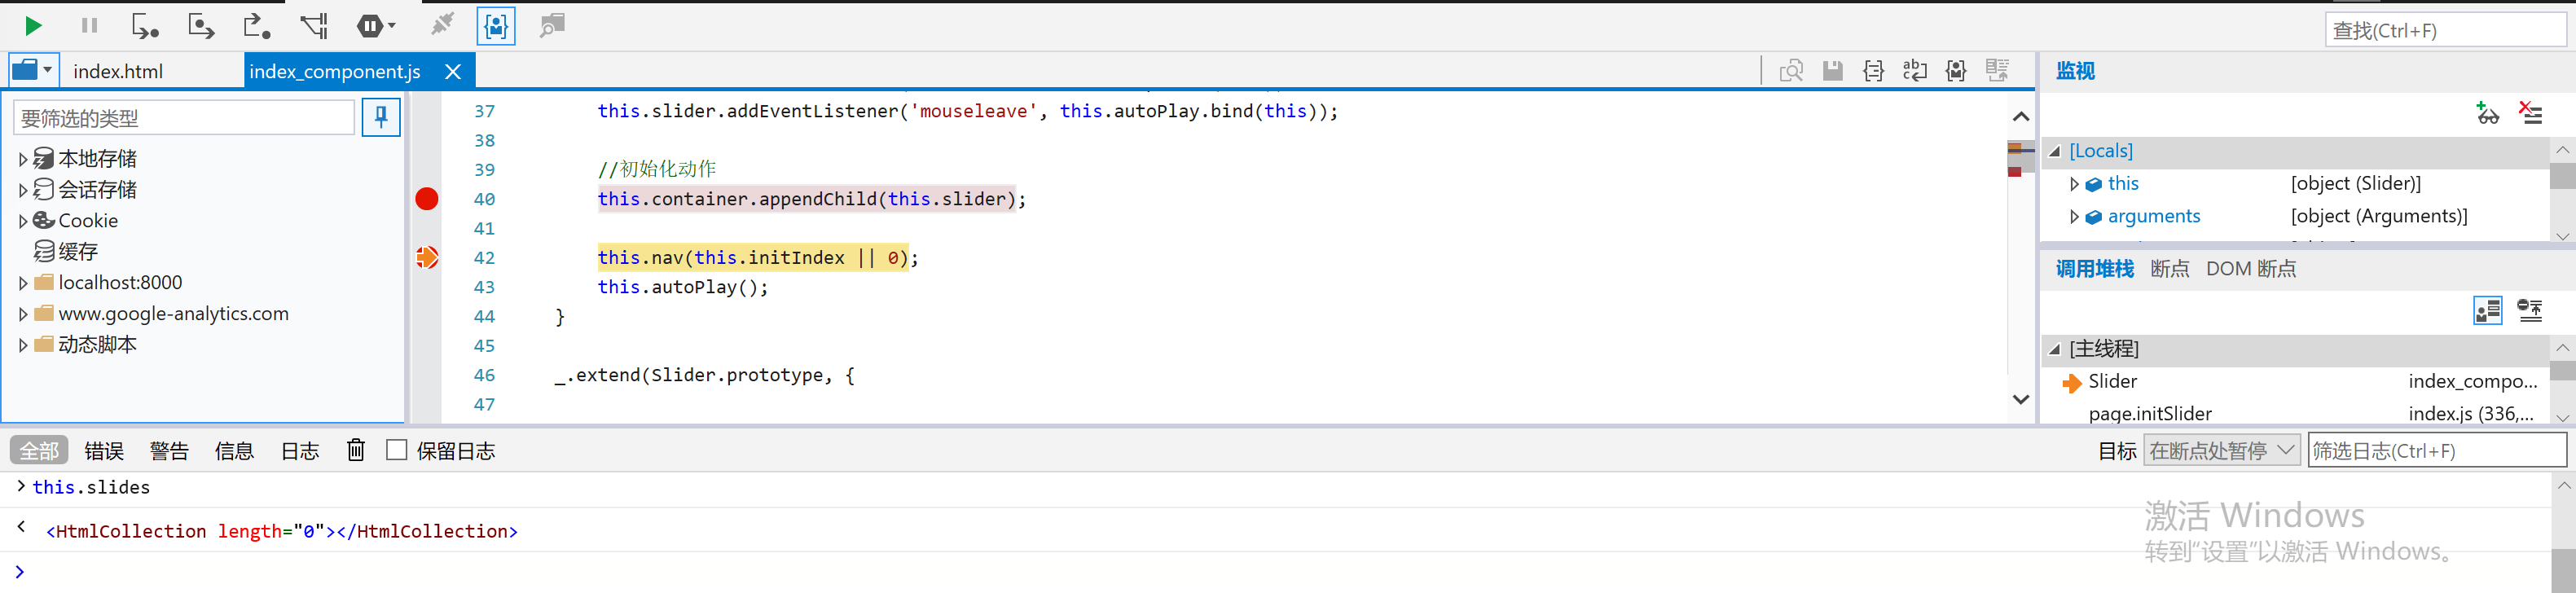 查找(Ctrl+F)
index.html
index_component.js
监视
要筛选的类型
本地存储
会话存储
Cookie
缓存
localhost:8000
www.google-analytics.com
动态脚本
37 this.slider.addEventListener('mouseleave', this.autoPlay.bind(this));
38
39 //初始化动作
40 this.container.appendChild(this.slider);
41
42 this.nav(this.initIndex || 0);
43 this.autoPlay();
44 }
45
46 _.extend(Slider.prototype, {
47
[Locals]
this [object (Slider)]
arguments [object (Arguments)]
调用堆栈 断点 DOM 断点
[主线程]
Slider index_compo...
page.initSlider index.js (336,...
全部 错误 警告 信息 日志 保留日志
目标 在断点处暂停 筛选日志(Ctrl+F)
> this.slides
< <HtmlCollection length="0"></HtmlCollection>
>
激活 Windows
转到“设置”以激活 Windows。